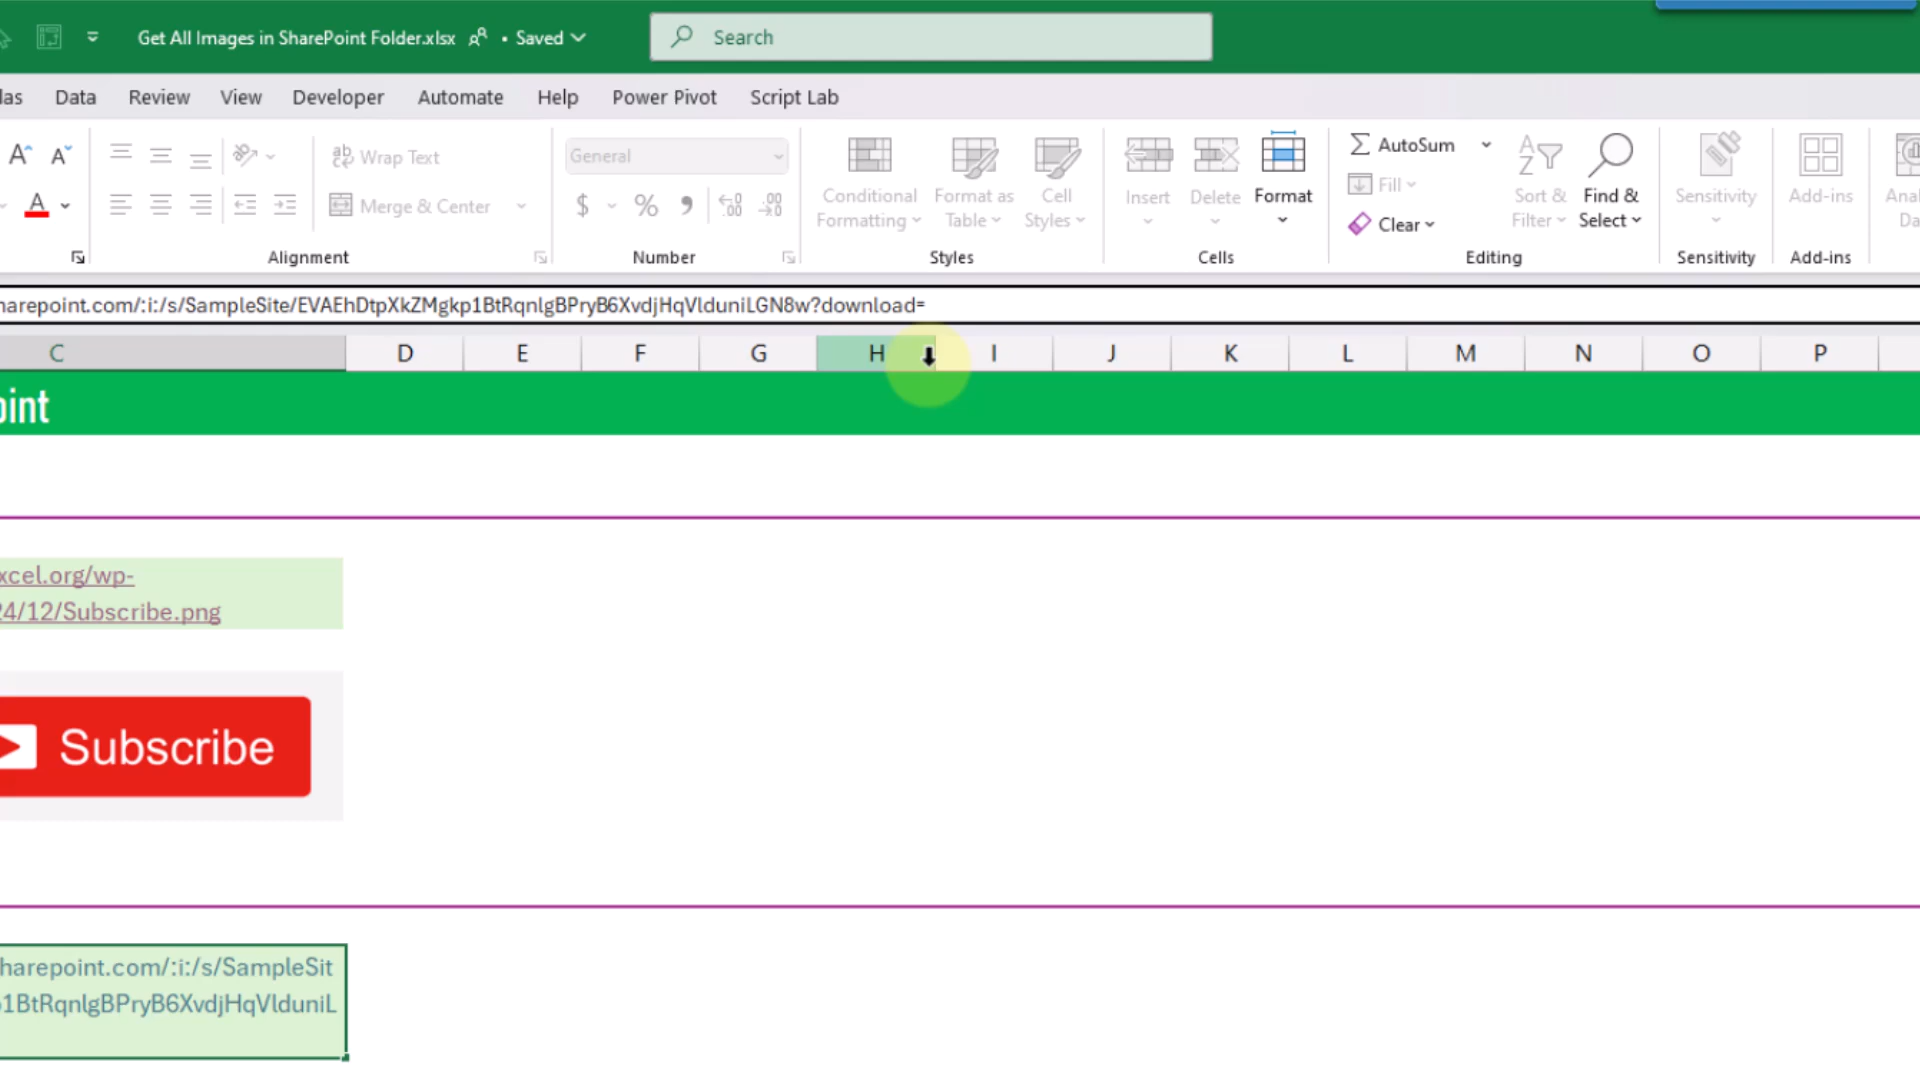 Get All Images in SharePoint Folder.xlsx • Saved
Search
Data Review View Developer Automate Help Power Pivot Script Lab
Wrap Text
Merge & Center
General
$ %
Conditional Formatting
Format as Table
Cell Styles
Insert
Delete
Format
AutoSum
Fill
Clear
Sort & Filter
Find & Select
Sensitivity
Add-ins
Alignment
Number
Styles
Cells
Editing
Sensitivity
Add-ins
harepoint.com/:i:/s/SampleSite/EVAEhDtpXkZMgkp1BtRqnlgBPryB6XvdjHqVlduniLGN8w?download=
C D E F G H I J K L M N O P
oint
xcel.org/wp-
24/12/Subscribe.png
Subscribe
harepoint.com/:i:/s/SampleSit
1BtRqnlgBPryB6XvdjHqVlduniL